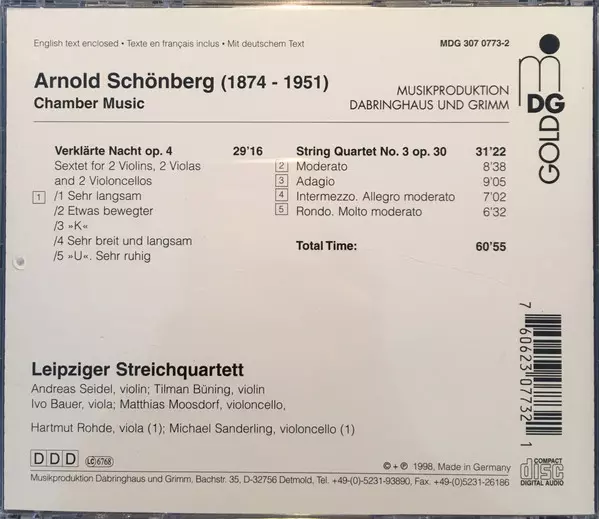 English text enclosed • Texte en français inclus • Mit deutschem Text
MDG 307 0773-2
Arnold Schönberg (1874 - 1951)
Chamber Music
MUSIKPRODUKTION
DABRINGHAUS UND GRIMM
mDG
GOLD
Verklärte Nacht op. 4 29'16
Sextet for 2 Violins, 2 Violas
and 2 Violoncellos
1 /1 Sehr langsam
/2 Etwas bewegter
/3 »K«
/4 Sehr breit und langsam
/5 »U«. Sehr ruhig
String Quartet No. 3 op. 30 31'22
2 Moderato 8'38
3 Adagio 9'05
4 Intermezzo. Allegro moderato 7'02
5 Rondo. Molto moderato 6'32
Total Time: 60'55
Leipziger Streichquartett
Andreas Seidel, violin; Tilman Büning, violin
Ivo Bauer, viola; Matthias Moosdorf, violoncello,
Hartmut Rohde, viola (1); Michael Sanderling, violoncello (1)
7 60623 07732 1
DDD LC 6768
© + ℗ 1998, Made in Germany
COMPACT
disc
DIGITAL AUDIO
Musikproduktion Dabringhaus und Grimm, Bachstr. 35, D-32756 Detmold, Tel. +49-(0)-5231-93890, Fax: +49-(0)5231-26186